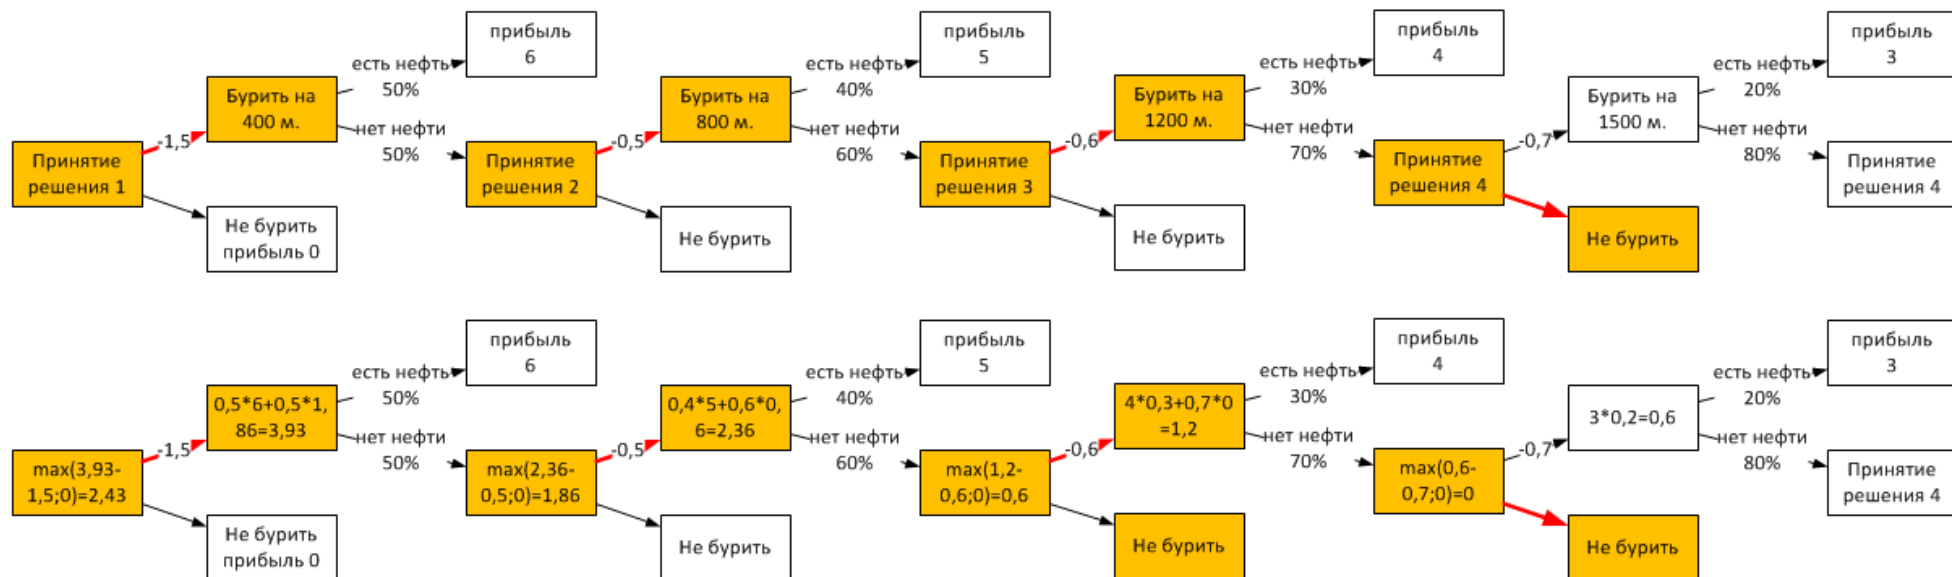 прибыль
6
прибыль
5
прибыль
4
прибыль
3
есть нефть
50%
есть нефть
40%
есть нефть
30%
есть нефть
20%
Бурить на
400 м.
Бурить на
800 м.
Бурить на
1200 м.
Бурить на
1500 м.
-1,5
нет нефти
50%
-0,5
нет нефти
60%
-0,6
нет нефти
70%
-0,7
нет нефти
80%
Принятие
решения 1
Принятие
решения 2
Принятие
решения 3
Принятие
решения 4
Принятие
решения 4
Не бурить
прибыль 0
Не бурить
Не бурить
Не бурить
прибыль
6
прибыль
5
прибыль
4
прибыль
3
есть нефть
50%
есть нефть
40%
есть нефть
30%
есть нефть
20%
0,5*6+0,5*1,
86=3,93
0,4*5+0,6*0,
6=2,36
4*0,3+0,7*0
=1,2
3*0,2=0,6
-1,5
нет нефти
50%
-0,5
нет нефти
60%
-0,6
нет нефти
70%
-0,7
нет нефти
80%
max(3,93-
1,5;0)=2,43
max(2,36-
0,5;0)=1,86
max(1,2-
0,6;0)=0,6
max(0,6-
0,7;0)=0
Принятие
решения 4
Не бурить
прибыль 0
Не бурить
Не бурить
Не бурить